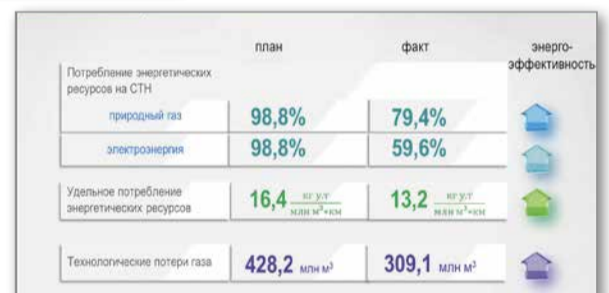 план факт энерго-
эффективность
Потребление энергетических
ресурсов на СТН
природный газ 98,8% 79,4%
электроэнергия 98,8% 59,6%
Удельное потребление
энергетических ресурсов
16,4 кг у.т / млн м³*км 13,2 кг у.т / млн м³*км
Технологические потери газа 428,2 млн м³ 309,1 млн м³